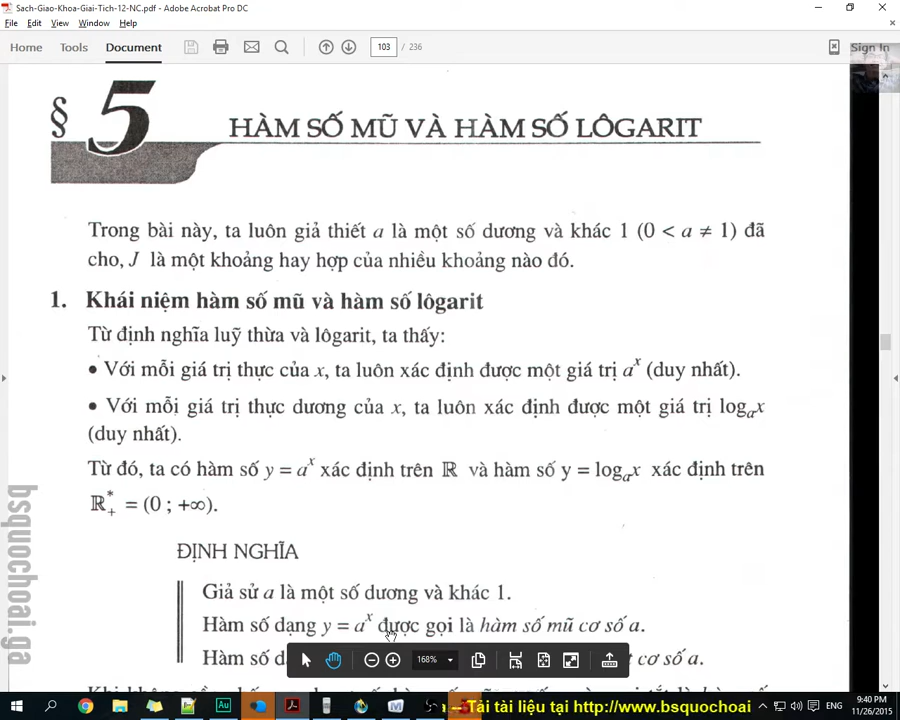 Sach-Giao-Khoa-Giai-Tich-12-NC.pdf - Adobe Acrobat Pro DC
File Edit View Window Help
Home Tools Document 103 / 236 Sign In
§ 5 HÀM SỐ MŨ VÀ HÀM SỐ LÔGARIT
Trong bài này, ta luôn giả thiết a là một số dương và khác 1 (0 < a ≠ 1) đã
cho, J là một khoảng hay hợp của nhiều khoảng nào đó.
1. Khái niệm hàm số mũ và hàm số lôgarit
Từ định nghĩa luỹ thừa và lôgarit, ta thấy:
• Với mỗi giá trị thực của x, ta luôn xác định được một giá trị aˣ (duy nhất).
• Với mỗi giá trị thực dương của x, ta luôn xác định được một giá trị logₐx
(duy nhất).
Từ đó, ta có hàm số y = aˣ xác định trên ℝ và hàm số y = logₐx xác định trên
ℝ*₊ = (0 ; +∞).
ĐỊNH NGHĨA
Giả sử a là một số dương và khác 1.
Hàm số dạng y = aˣ được gọi là hàm số mũ cơ số a.
Hàm số d cơ số a.
168%
bsquochoai.ga
Tải tài liệu tại http://www.bsquochoai
ENG
9:40 PM
11/26/2015